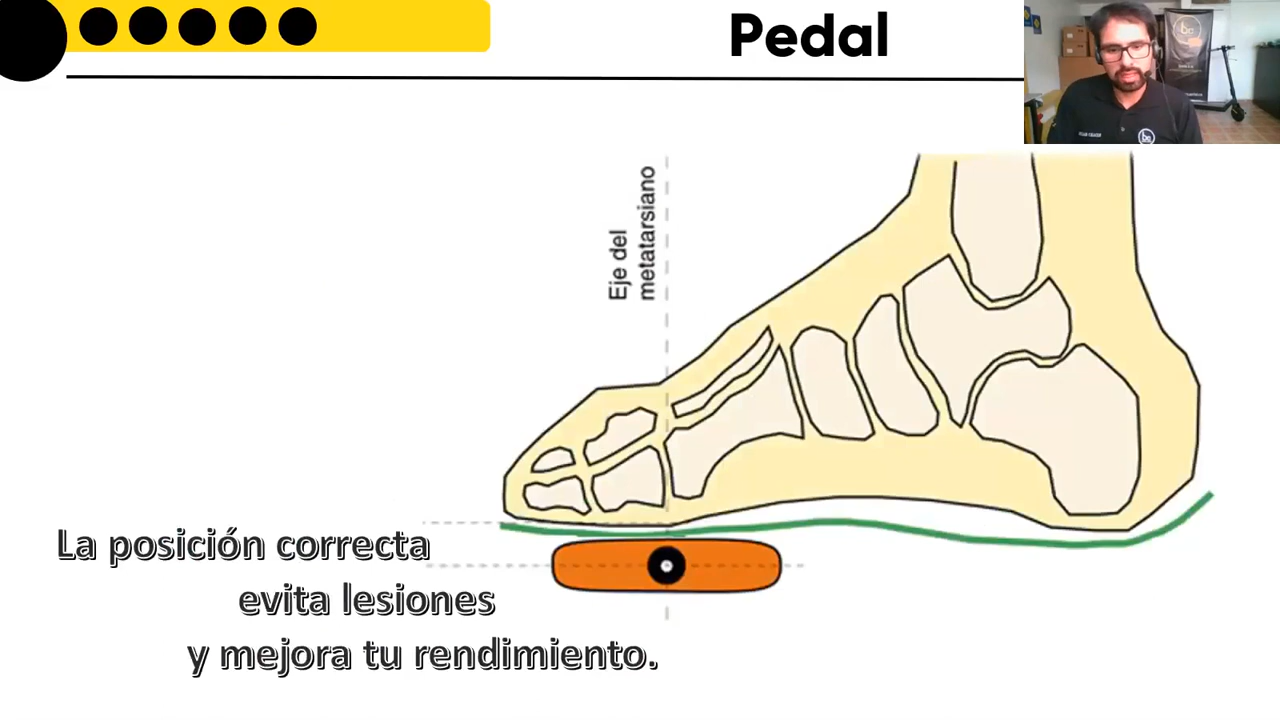 Pedal
Eje del
metatarsiano
La posición correcta
evita lesiones
y mejora tu rendimiento.